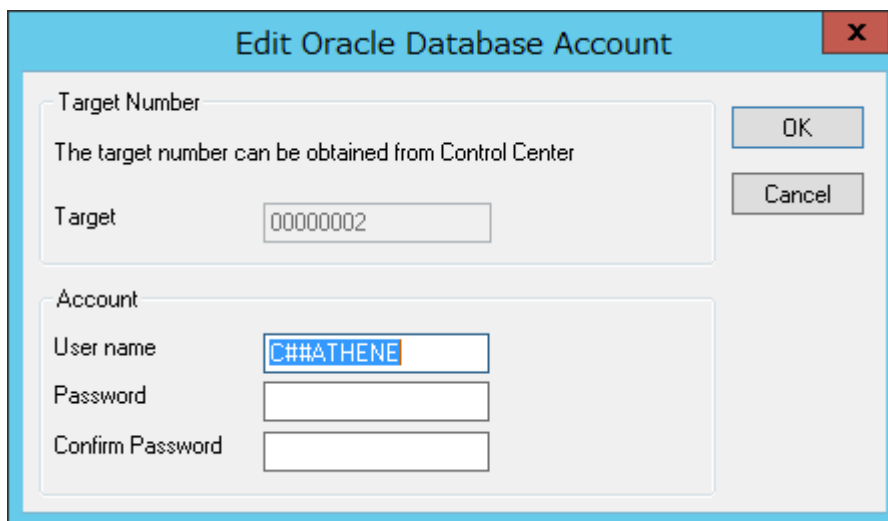 Edit Oracle Database Account
x
Target Number
OK
The target number can be obtained from Control Center
Cancel
Target
00000002
Account
User name
C##ATHENE
Password
Confirm Password